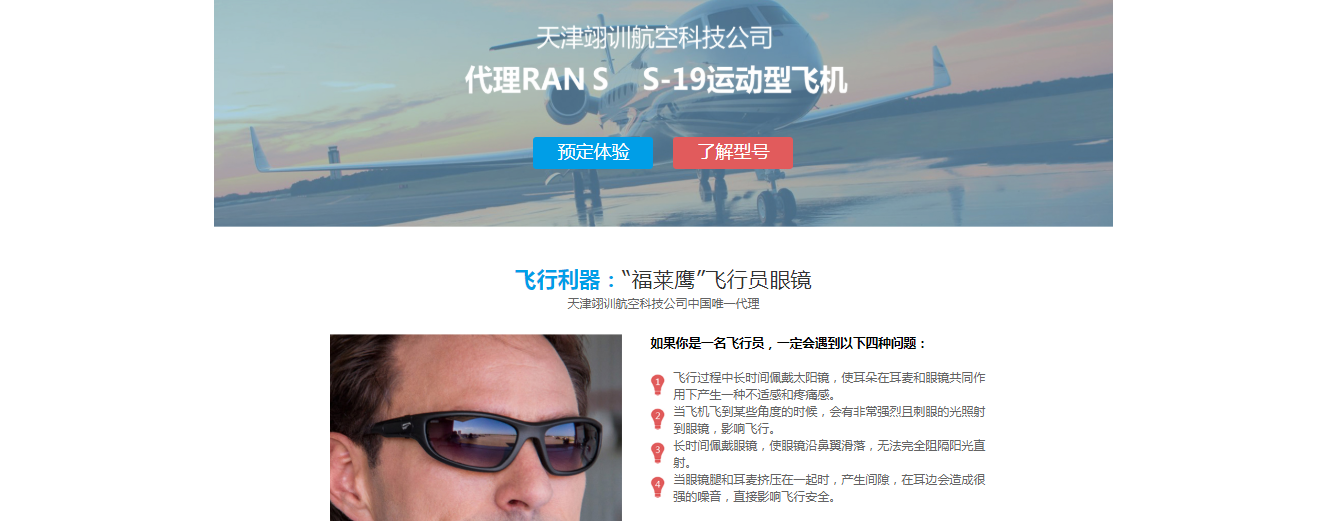 天津翊训航空科技公司
代理RAN S S-19运动型飞机
预定体验
了解型号
飞行利器：“福莱鹰”飞行员眼镜
天津翊训航空科技公司中国唯一代理
如果你是一名飞行员，一定会遇到以下四种问题：
1 飞行过程中长时间佩戴太阳镜，使耳朵在耳麦和眼镜共同作
用下产生一种不适感和疼痛感。
2 当飞机飞到某些角度的时候，会有非常强烈且刺眼的光照射
到眼镜，影响飞行。
3 长时间佩戴眼镜，使眼镜沿鼻翼滑落，无法完全阻隔阳光直
射。
4 当眼镜腿和耳麦挤压在一起时，产生间隙，在耳边会造成很
强的噪音，直接影响飞行安全。